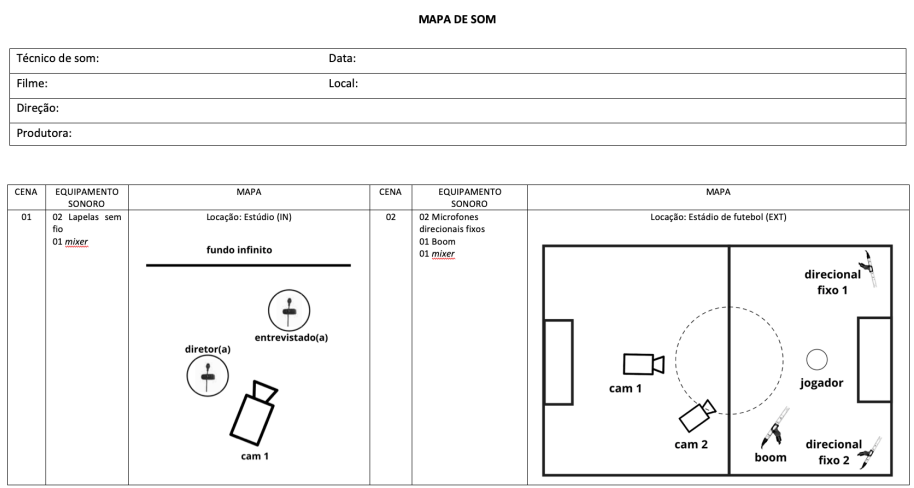 MAPA DE SOM
Técnico de som: Data:
Filme: Local:
Direção:
Produtora:
CENA EQUIPAMENTO SONORO MAPA CENA EQUIPAMENTO SONORO MAPA
01
02 Lapelas sem
fio
01 mixer
Locação: Estúdio (IN)
fundo infinito
entrevistado(a)
diretor(a)
cam 1
02
02 Microfones
direcionais fixos
01 Boom
01 mixer
Locação: Estádio de futebol (EXT)
direcional
fixo 1
cam 1
jogador
cam 2
boom
direcional
fixo 2